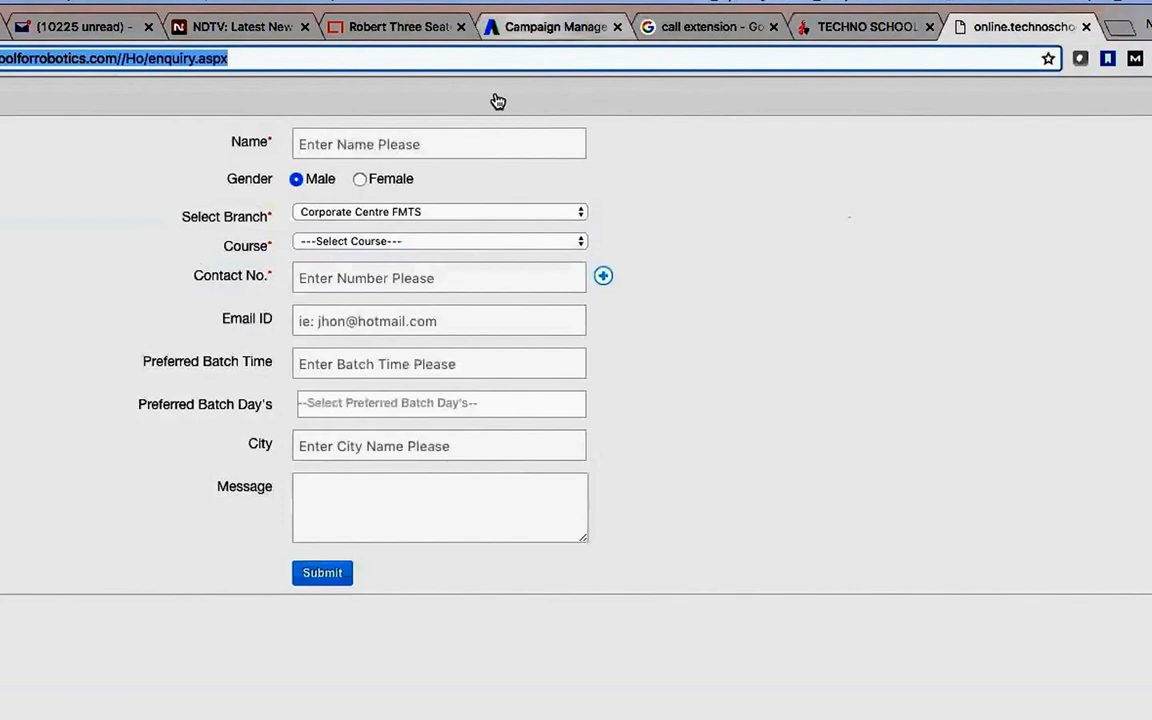 (10225 unread) -
NDTV: Latest New
Robert Three Seat
Campaign Manage
call extension - Go
TECHNO SCHOOL
online.technoscho
oolforrobotics.com//Ho/enquiry.aspx
Name*
Enter Name Please
Gender
Male
Female
Select Branch*
Corporate Centre FMTS
Course*
---Select Course---
Contact No.*
Enter Number Please
Email ID
ie: jhon@hotmail.com
Preferred Batch Time
Enter Batch Time Please
Preferred Batch Day's
--Select Preferred Batch Day's--
City
Enter City Name Please
Message
Submit